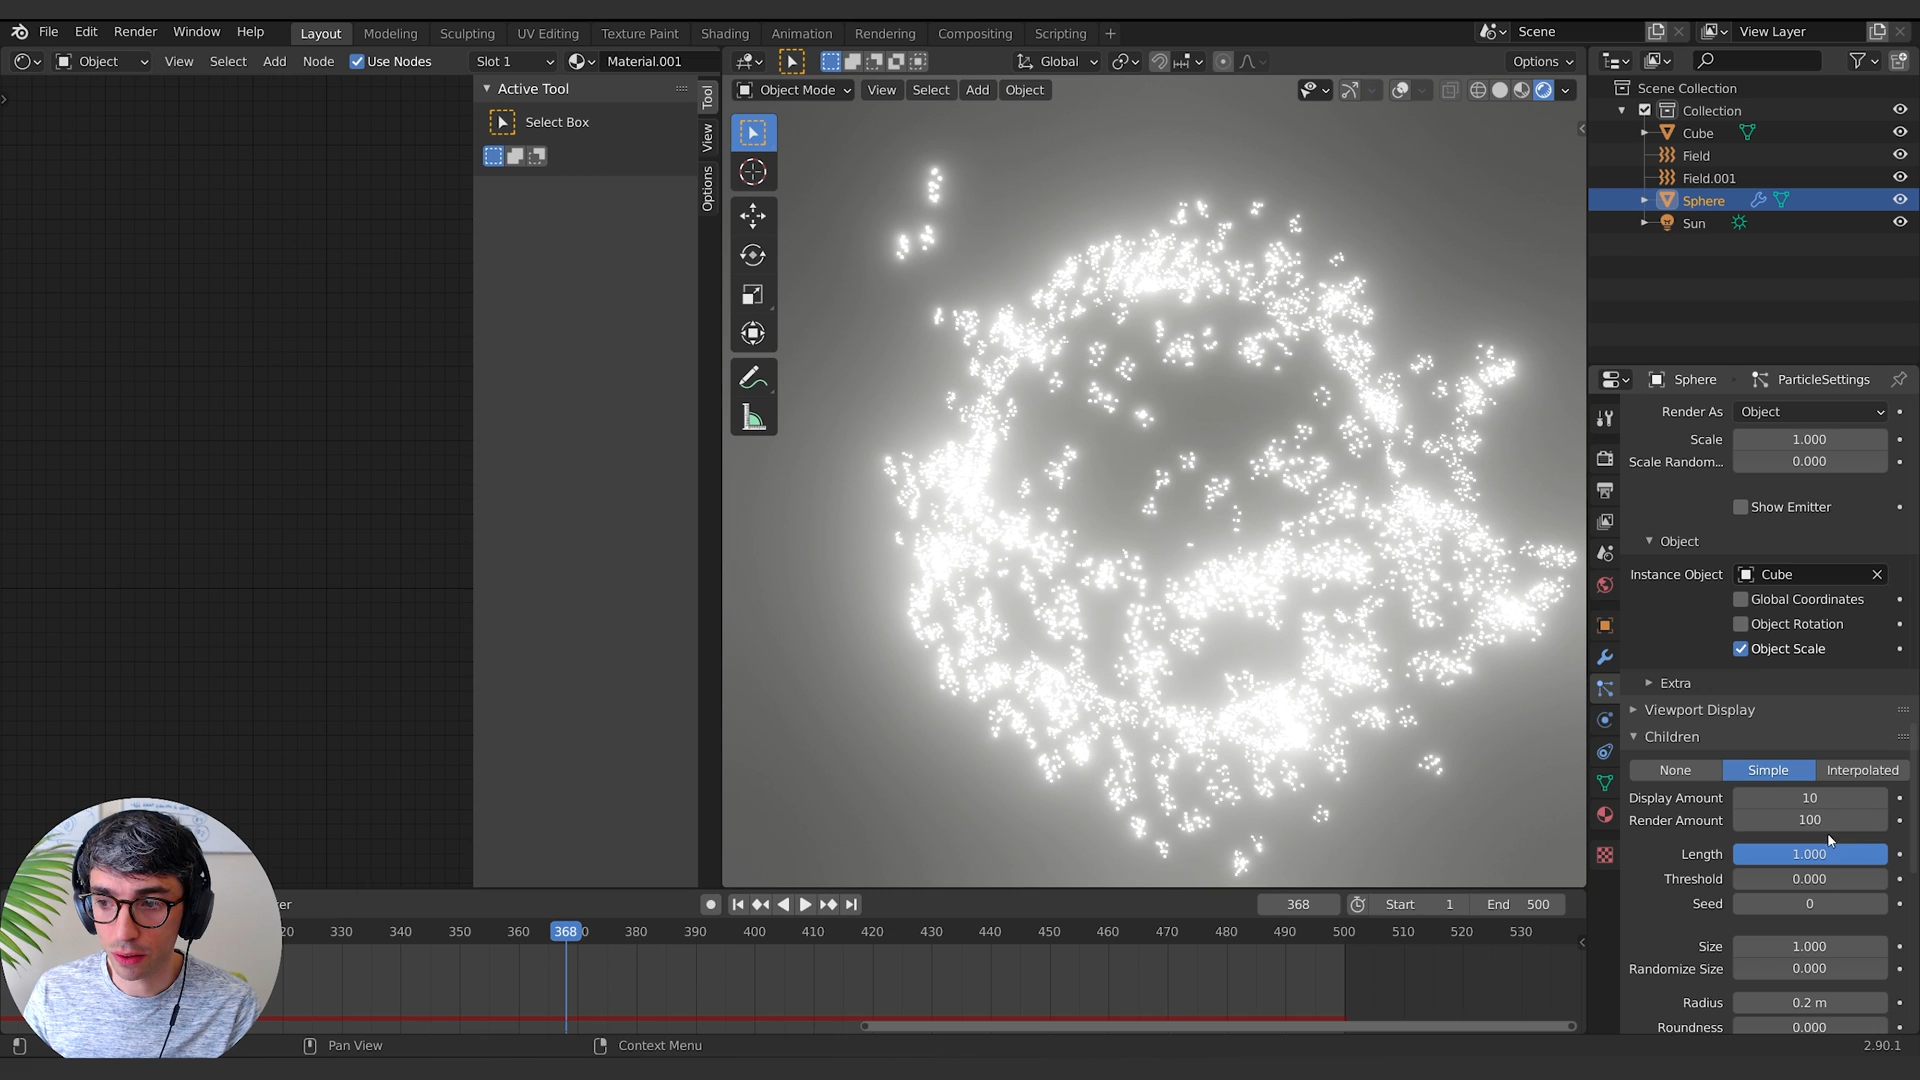 File Edit Render Window Help Layout Modeling Sculpting UV Editing Texture Paint Shading Animation Rendering Compositing Scripting + Scene View Layer
Object View Select Add Node Use Nodes Slot 1 Material.001 Global Options
Active Tool
Select Box
Tool
View
Options
Object Mode View Select Add Object
Scene Collection
Collection
Cube
Field
Field.001
Sphere
Sun
Sphere ParticleSettings
Render As Object
Scale 1.000
Scale Random... 0.000
Show Emitter
Object
Instance Object Cube
Global Coordinates
Object Rotation
Object Scale
Extra
Viewport Display
Children
None Simple Interpolated
Display Amount 10
Render Amount 100
Length 1.000
Threshold 0.000
Seed 0
Size 1.000
Randomize Size 0.000
Radius 0.2 m
Roundness 0.000
368 Start 1 End 500
330 340 350 360 368 380 390 400 410 420 430 440 450 460 470 480 490 500 510 520 530
Pan View Context Menu 2.90.1